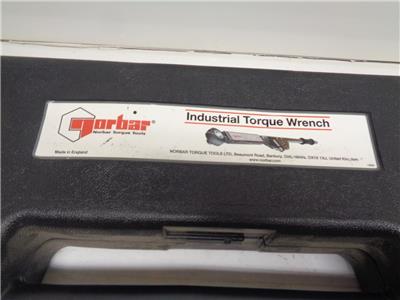 norbar®
Norbar Torque Tools
Made in England
Industrial Torque Wrench
NORBAR TORQUE TOOLS LTD, Beaumont Road, Banbury, Oxfordshire, OX16 1XJ, United Kingdom
www.norbar.com